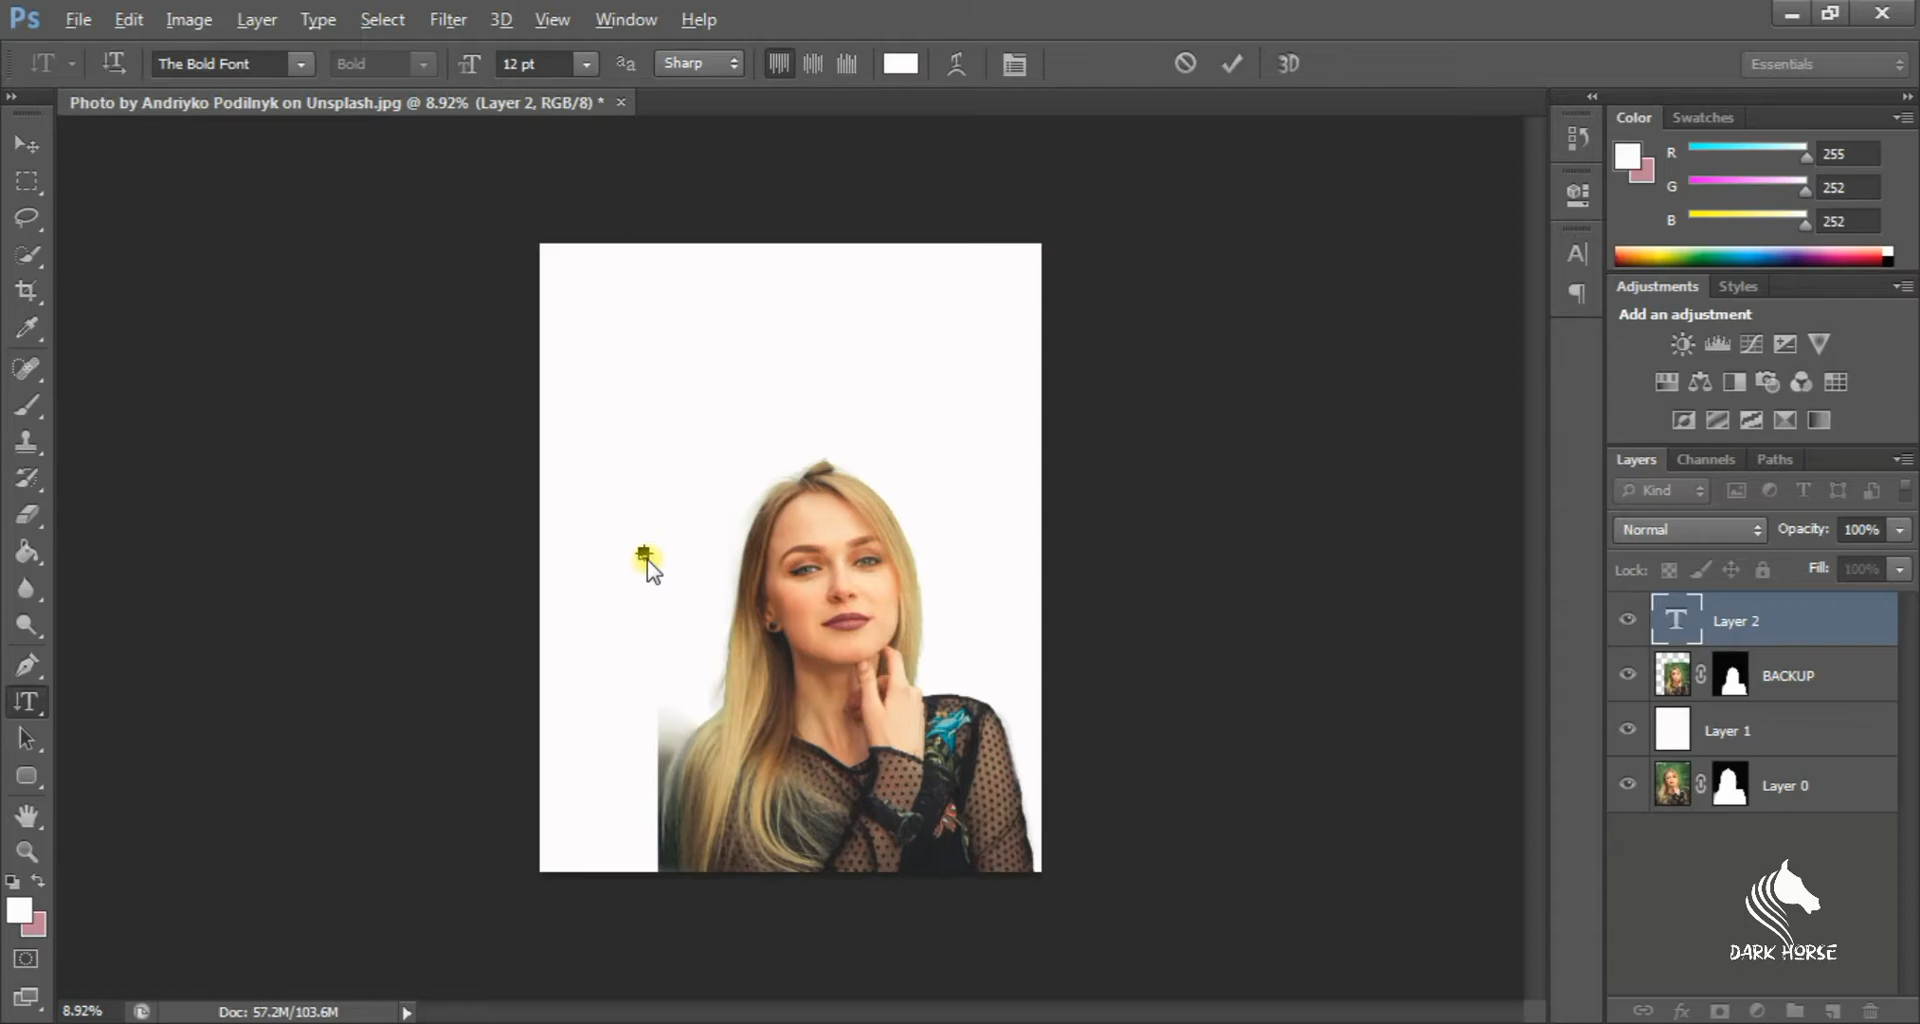 Ps File Edit Image Layer Type Select Filter 3D View Window Help
T The Bold Font Bold T 12 pt aa Sharp 3D Essentials
Photo by Andriyko Podilnyk on Unsplash.jpg @ 8.92% (Layer 2, RGB/8) * ×
Color Swatches
R 255
G 252
B 252
A
Adjustments Styles
Add an adjustment
Layers Channels Paths
Kind T
Normal Opacity: 100%
Lock: Fill: 100%
T Layer 2
BACKUP
Layer 1
Layer 0
DARK HORSE
fx
8.92% Doc: 57.2M/103.6M